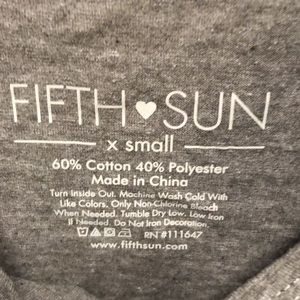 FIFTH SUN
x small
60% Cotton 40% Polyester
Made in China
Turn Inside Out. Machine Wash Cold With
Like Colors. Only Non-Chlorine Bleach
When Needed. Tumble Dry Low. Low Iron
If Needed. Do Not Iron Decoration.
RN #111647
www.fifthsun.com